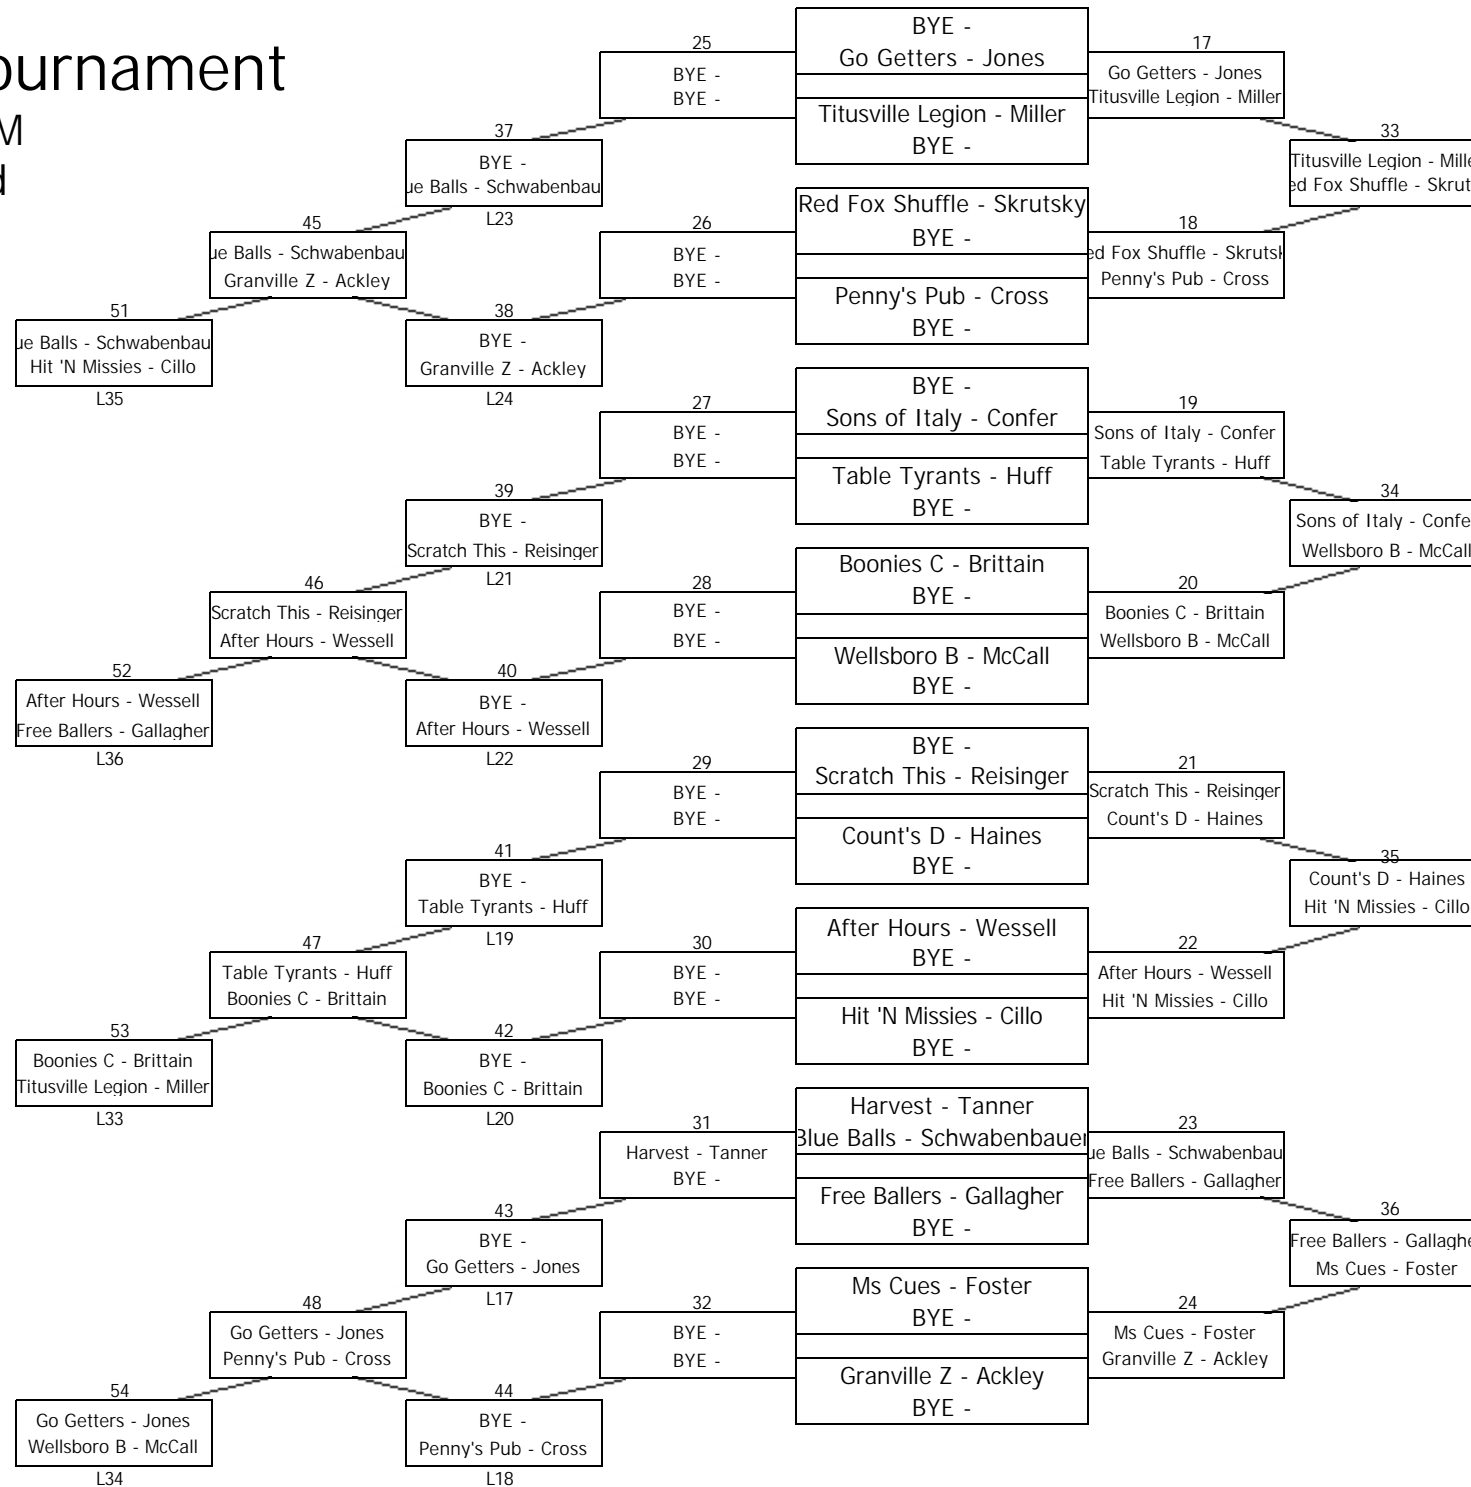 ournament
M
d
25
BYE -
BYE -
37
BYE -
ue Balls - Schwabenbau
L23
45
ue Balls - Schwabenbau
Granville Z - Ackley
26
BYE -
BYE -
51
ue Balls - Schwabenbau
Hit 'N Missies - Cillo
L35
38
BYE -
Granville Z - Ackley
L24
27
BYE -
BYE -
39
BYE -
Scratch This - Reisinger
L21
46
Scratch This - Reisinger
After Hours - Wessell
28
BYE -
BYE -
52
After Hours - Wessell
Free Ballers - Gallagher
L36
40
BYE -
After Hours - Wessell
L22
29
BYE -
BYE -
41
BYE -
Table Tyrants - Huff
L19
47
Table Tyrants - Huff
Boonies C - Brittain
30
BYE -
BYE -
53
Boonies C - Brittain
Titusville Legion - Miller
L33
42
BYE -
Boonies C - Brittain
L20
31
Harvest - Tanner
BYE -
43
BYE -
Go Getters - Jones
L17
48
Go Getters - Jones
Penny's Pub - Cross
32
BYE -
BYE -
54
Go Getters - Jones
Wellsboro B - McCall
L34
44
BYE -
Penny's Pub - Cross
L18
BYE -
Go Getters - Jones
Titusville Legion - Miller
BYE -
Red Fox Shuffle - Skrutsky
BYE -
Penny's Pub - Cross
BYE -
BYE -
Sons of Italy - Confer
Table Tyrants - Huff
BYE -
Boonies C - Brittain
BYE -
Wellsboro B - McCall
BYE -
BYE -
Scratch This - Reisinger
Count's D - Haines
BYE -
After Hours - Wessell
BYE -
Hit 'N Missies - Cillo
BYE -
Harvest - Tanner
Blue Balls - Schwabenbauer
Free Ballers - Gallagher
BYE -
Ms Cues - Foster
BYE -
Granville Z - Ackley
BYE -
17
Go Getters - Jones
Titusville Legion - Miller
33
Titusville Legion - Mille
ed Fox Shuffle - Skrut
18
ed Fox Shuffle - Skrutsk
Penny's Pub - Cross
19
Sons of Italy - Confer
Table Tyrants - Huff
34
Sons of Italy - Confe
Wellsboro B - McCall
20
Boonies C - Brittain
Wellsboro B - McCall
21
Scratch This - Reisinger
Count's D - Haines
35
Count's D - Haines
Hit 'N Missies - Cillo
22
After Hours - Wessell
Hit 'N Missies - Cillo
23
ue Balls - Schwabenbau
Free Ballers - Gallagher
36
Free Ballers - Gallaghe
Ms Cues - Foster
24
Ms Cues - Foster
Granville Z - Ackley